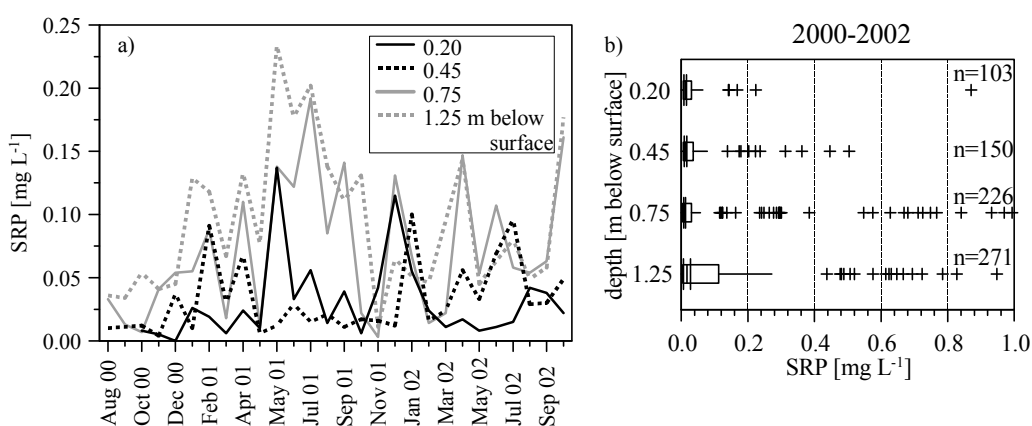 a)
0.25
0.20
0.15
0.10
0.05
0.00
SRP [mg L-1]
0.20
0.45
0.75
1.25 m below
surface
Aug 00
Oct 00
Dec 00
Feb 01
Apr 01
May 01
Jul 01
Sep 01
Nov 01
Jan 02
Mar 02
May 02
Jul 02
Sep 02
b)
2000-2002
depth [m below surface]
0.20
n=103
0.45
n=150
0.75
n=226
1.25
n=271
0.0 0.2 0.4 0.6 0.8 1.0
SRP [mg L-1]